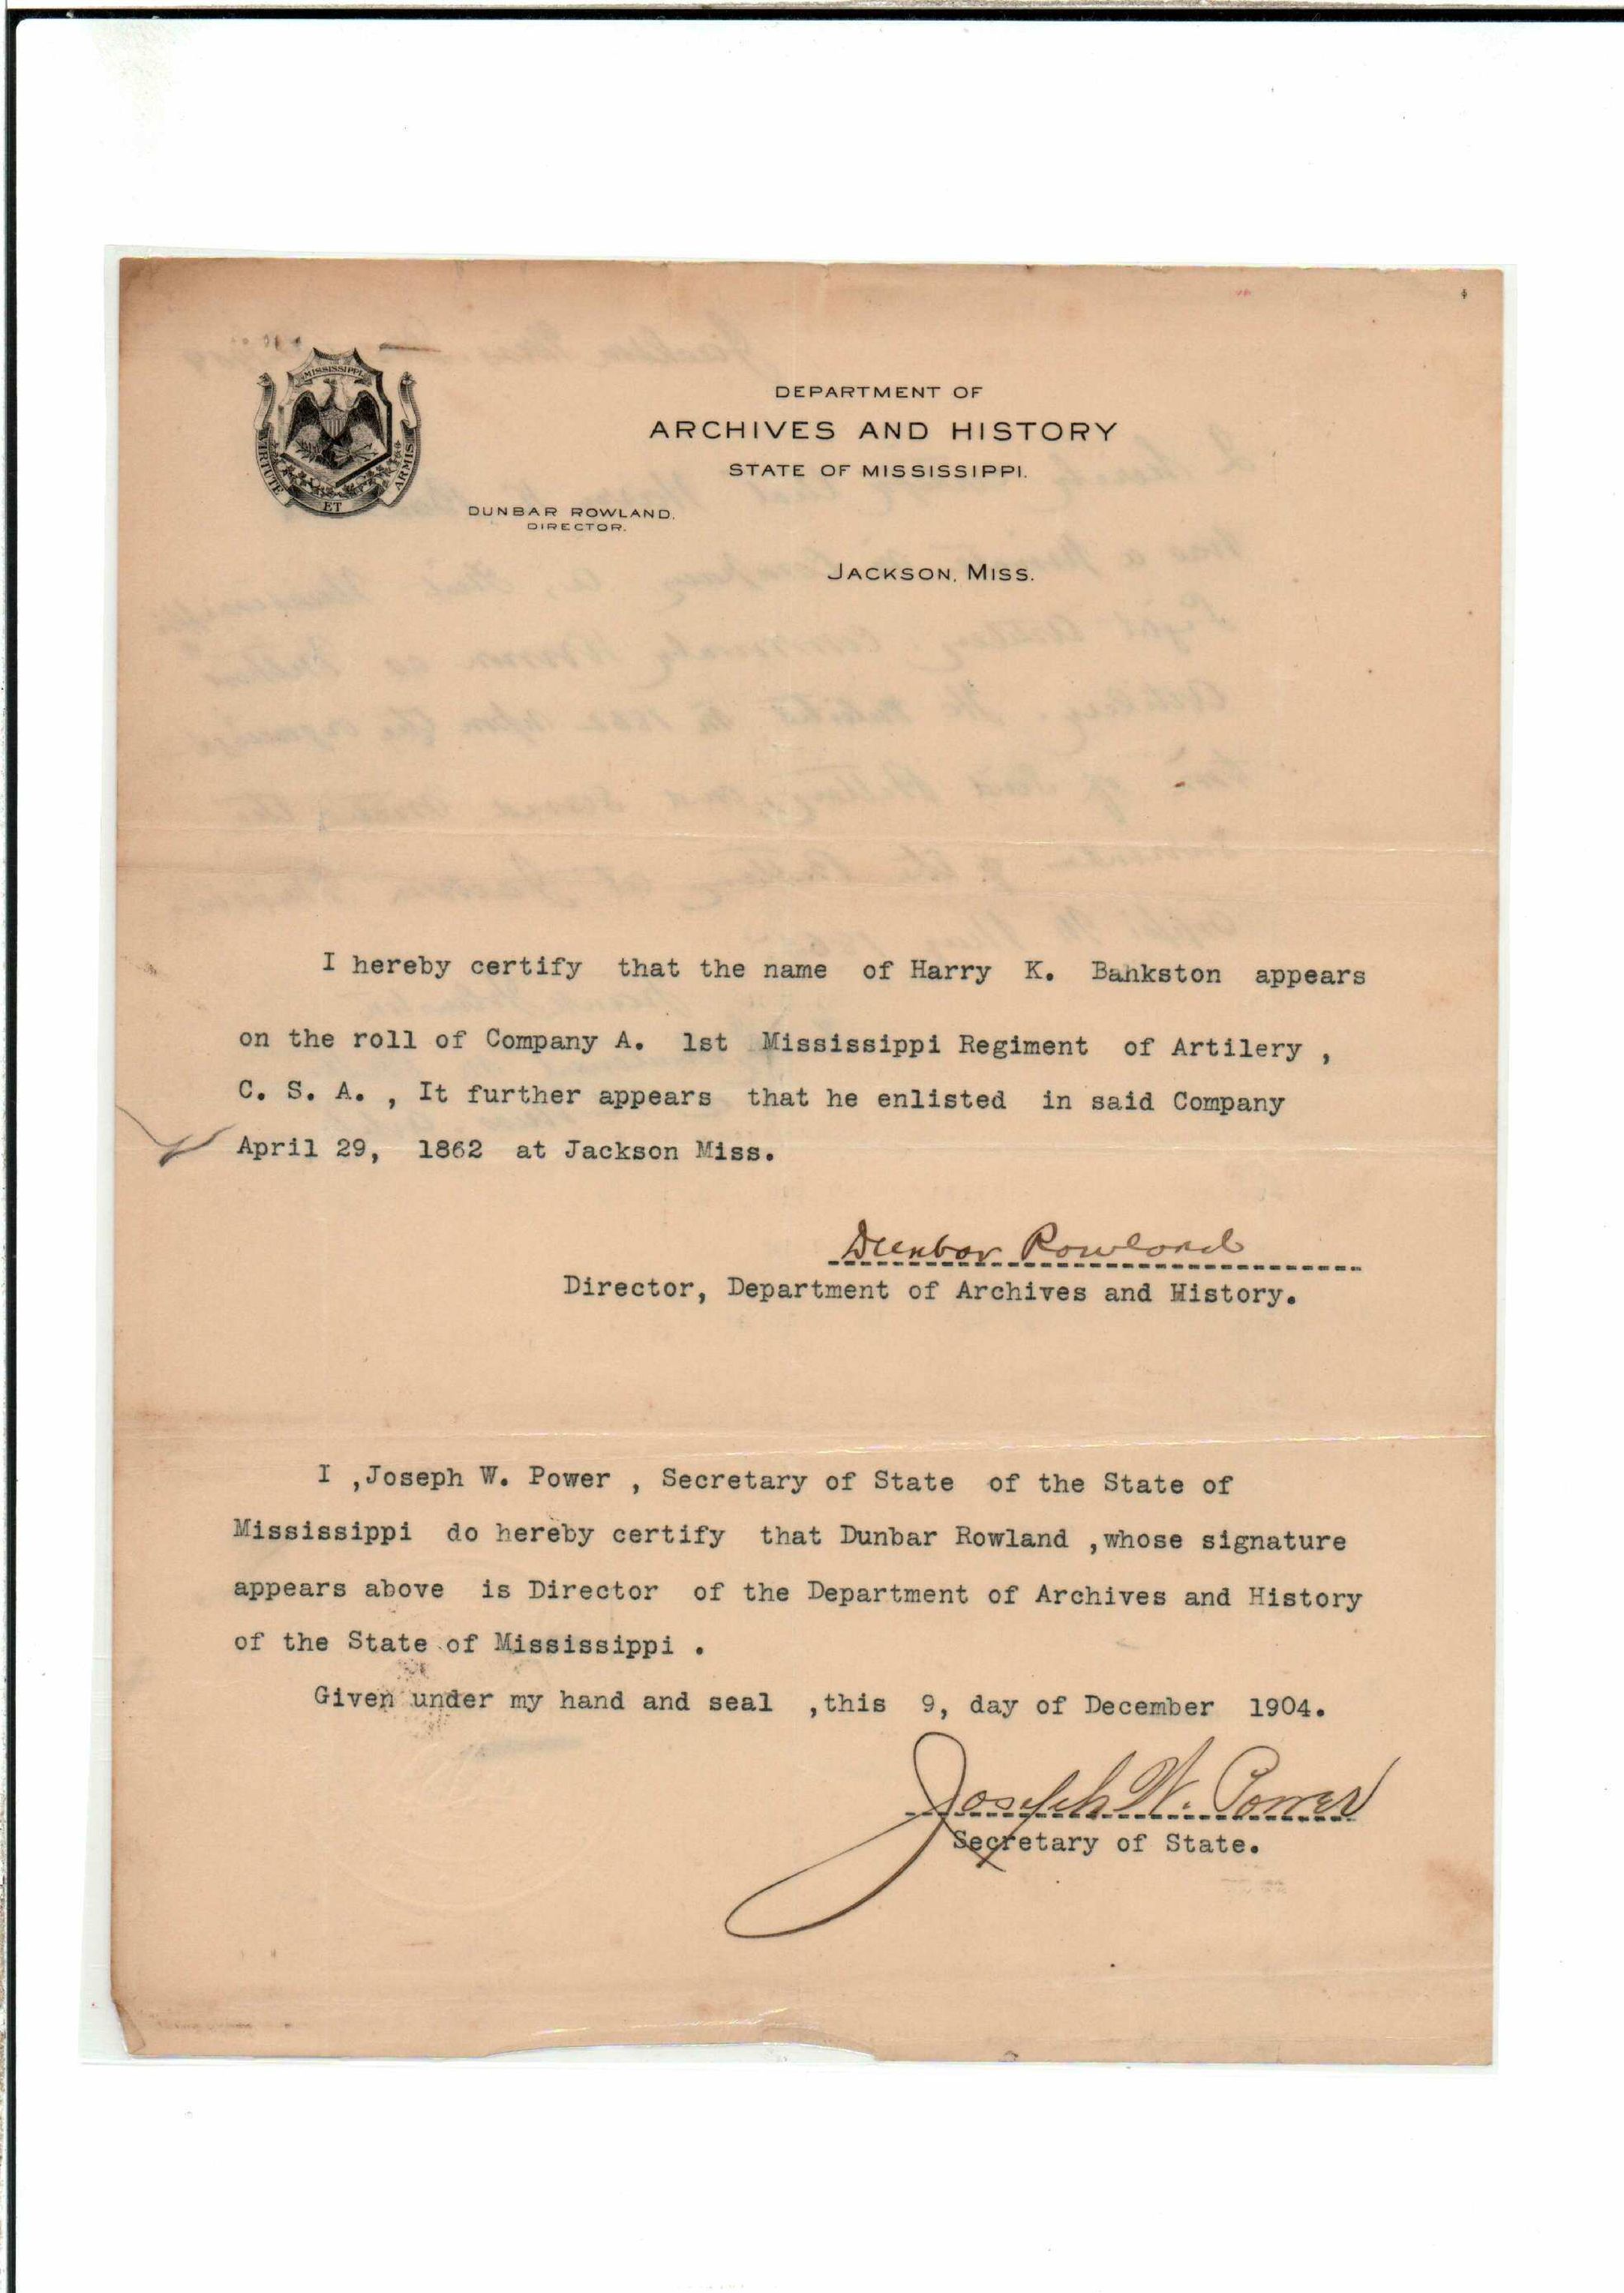 MISSISSIPPI
VIRTUTE ET ARMIS
DEPARTMENT OF
ARCHIVES AND HISTORY
STATE OF MISSISSIPPI.
DUNBAR ROWLAND,
DIRECTOR.
JACKSON, MISS.
I hereby certify that the name of Harry K. Bankston appears
on the roll of Company A. 1st Mississippi Regiment of Artilery ,
C. S. A. , It further appears that he enlisted in said Company
April 29, 1862 at Jackson Miss.
Dunbar Rowland
Director, Department of Archives and History.
I ,Joseph W. Power , Secretary of State of the State of
Mississippi do hereby certify that Dunbar Rowland ,whose signature
appears above is Director of the Department of Archives and History
of the State of Mississippi .
Given under my hand and seal ,this 9, day of December 1904.
Joseph W. Power
Secretary of State.